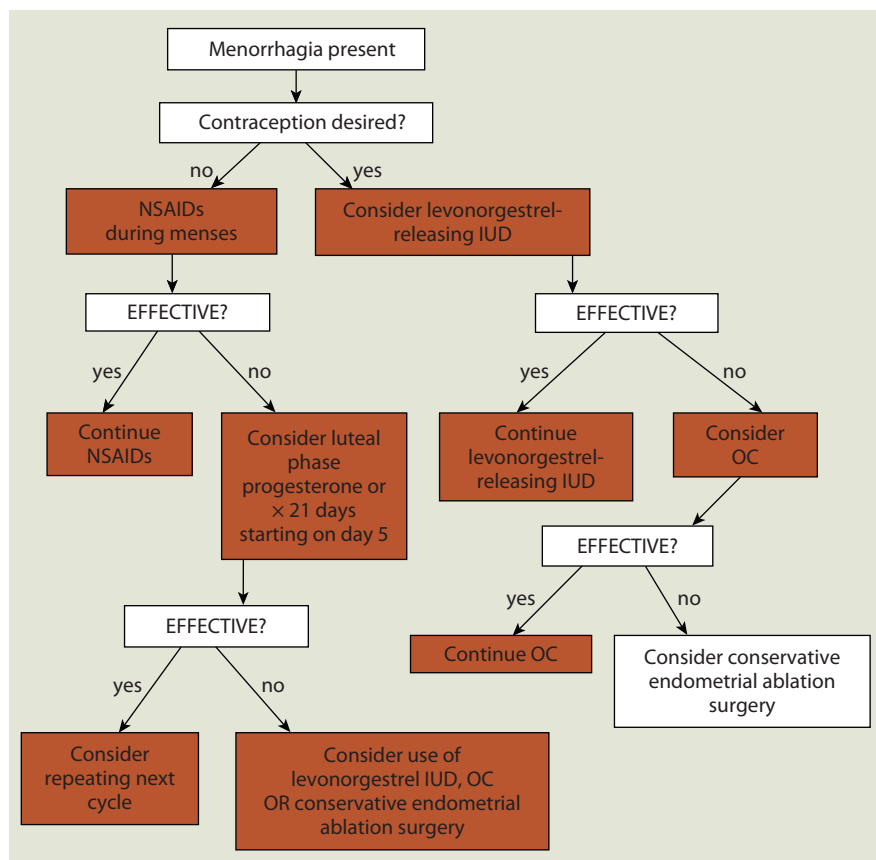 Menorrhagia present
Contraception desired?
no
yes
NSAIDs
during menses
Consider levonorgestrel-
releasing IUD
EFFECTIVE?
EFFECTIVE?
yes
no
yes
no
Continue
NSAIDs
Consider luteal
phase
progesterone or
× 21 days
starting on day 5
Continue
levonorgestrel-
releasing IUD
Consider
OC
EFFECTIVE?
yes
no
EFFECTIVE?
Continue OC
Consider conservative
endometrial ablation
surgery
yes
no
Consider
repeating next
cycle
Consider use of
levonorgestrel IUD, OC
OR conservative endometrial
ablation surgery